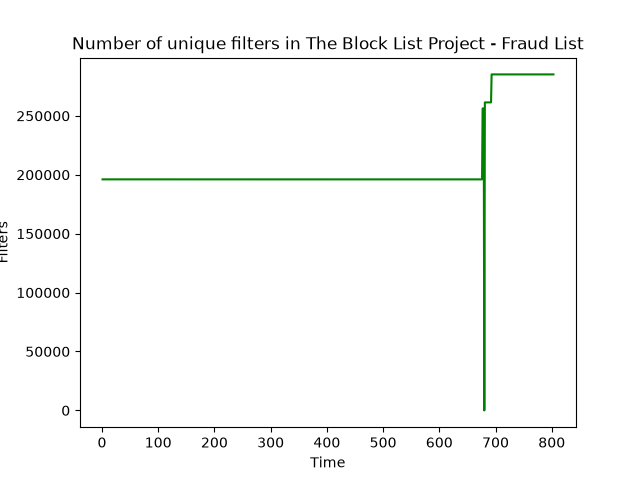 Number of unique filters in The Block List Project - Fraud List
250000
200000
150000
100000
50000
0
Filters
0 100 200 300 400 500 600 700 800
Time